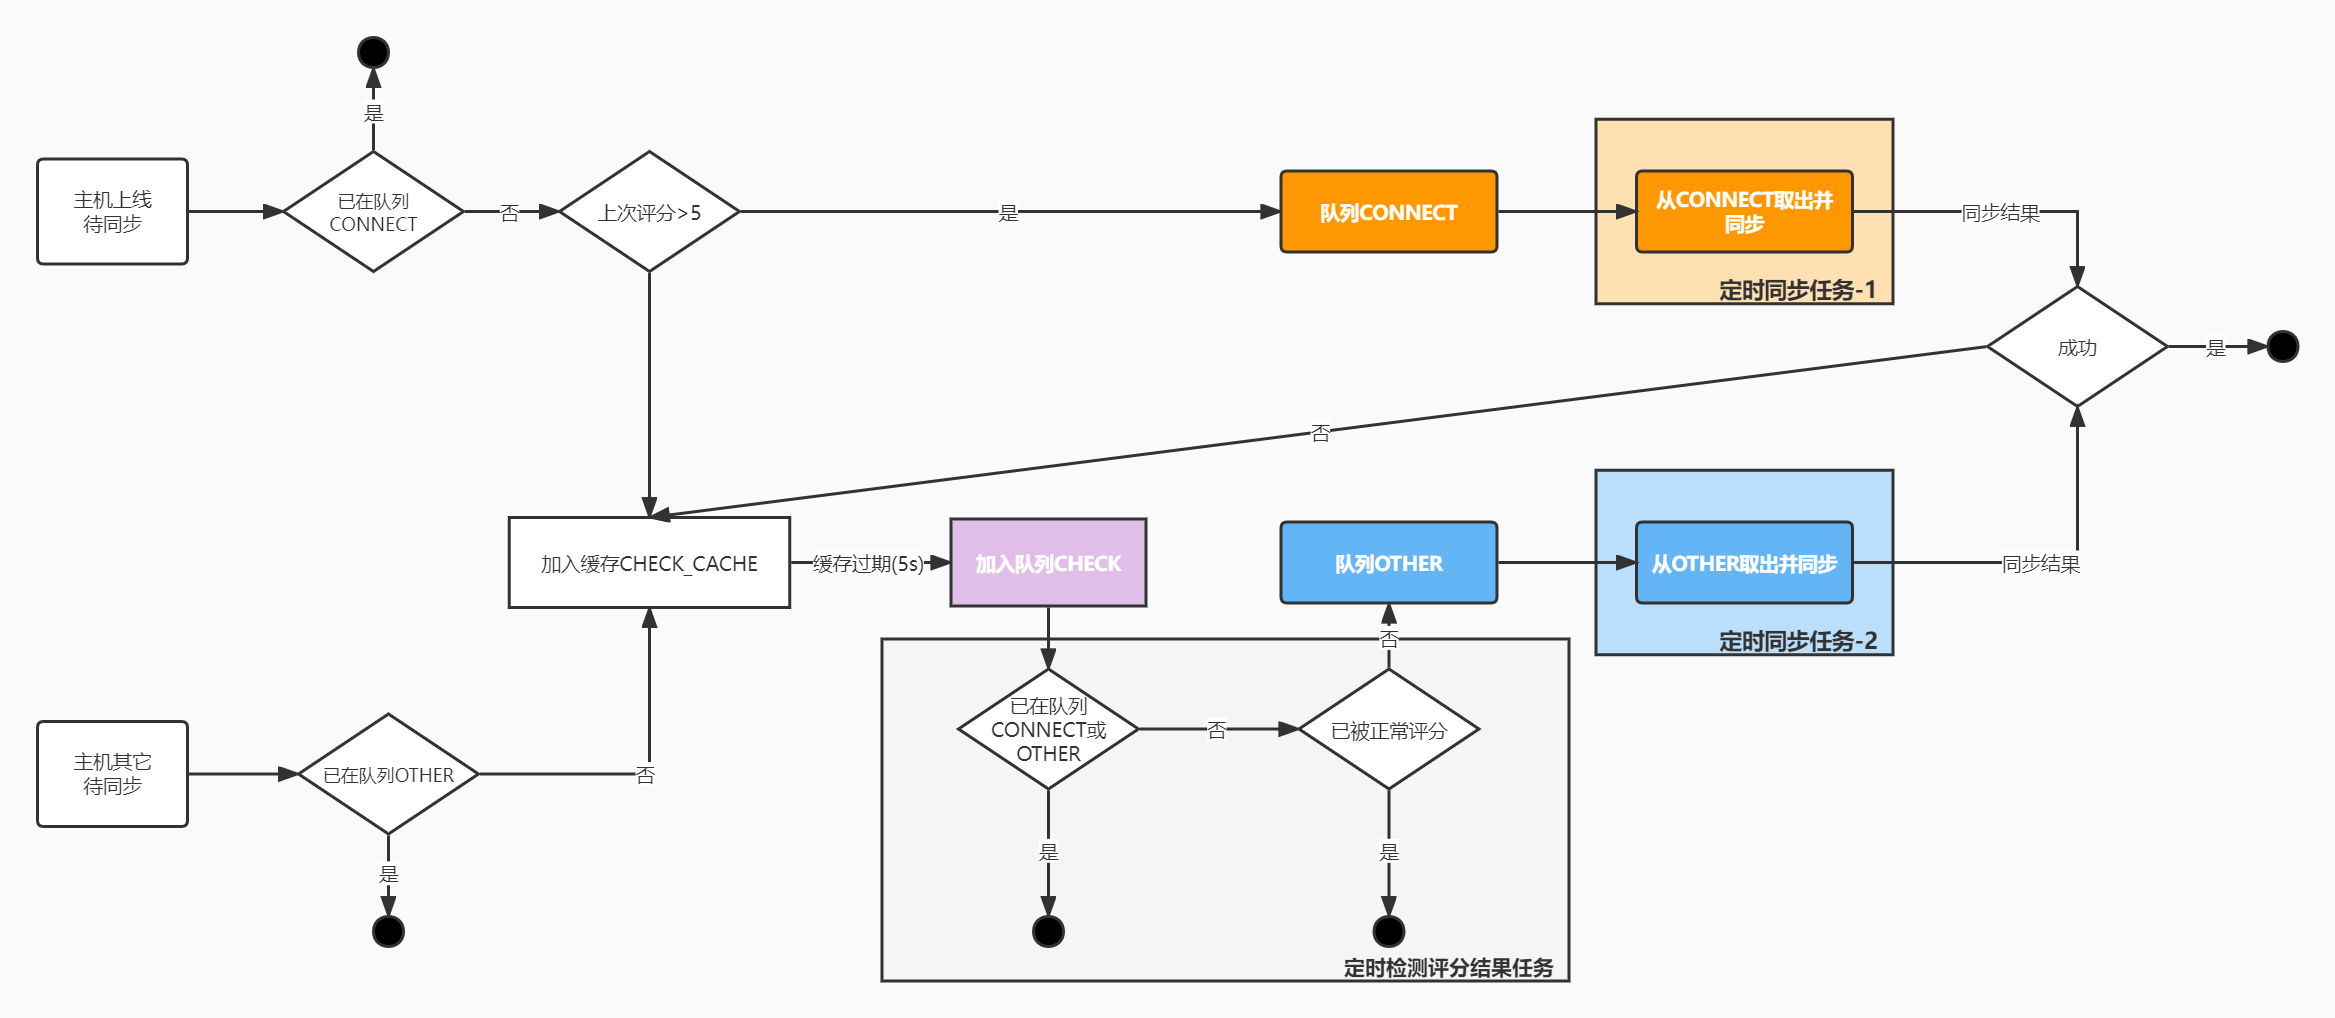 是
主机上线
待同步
已在队列
CONNECT
否
上次评分>5
是
队列CONNECT
从CONNECT取出并
同步
定时同步任务-1
同步结果
成功
是
否
加入缓存CHECK_CACHE
缓存过期(5s)
加入队列CHECK
队列OTHER
从OTHER取出并同步
定时同步任务-2
同步结果
否
已在队列
CONNECT或
OTHER
否
已被正常评分
主机其它
待同步
已在队列OTHER
否
是
是
是
定时检测评分结果任务